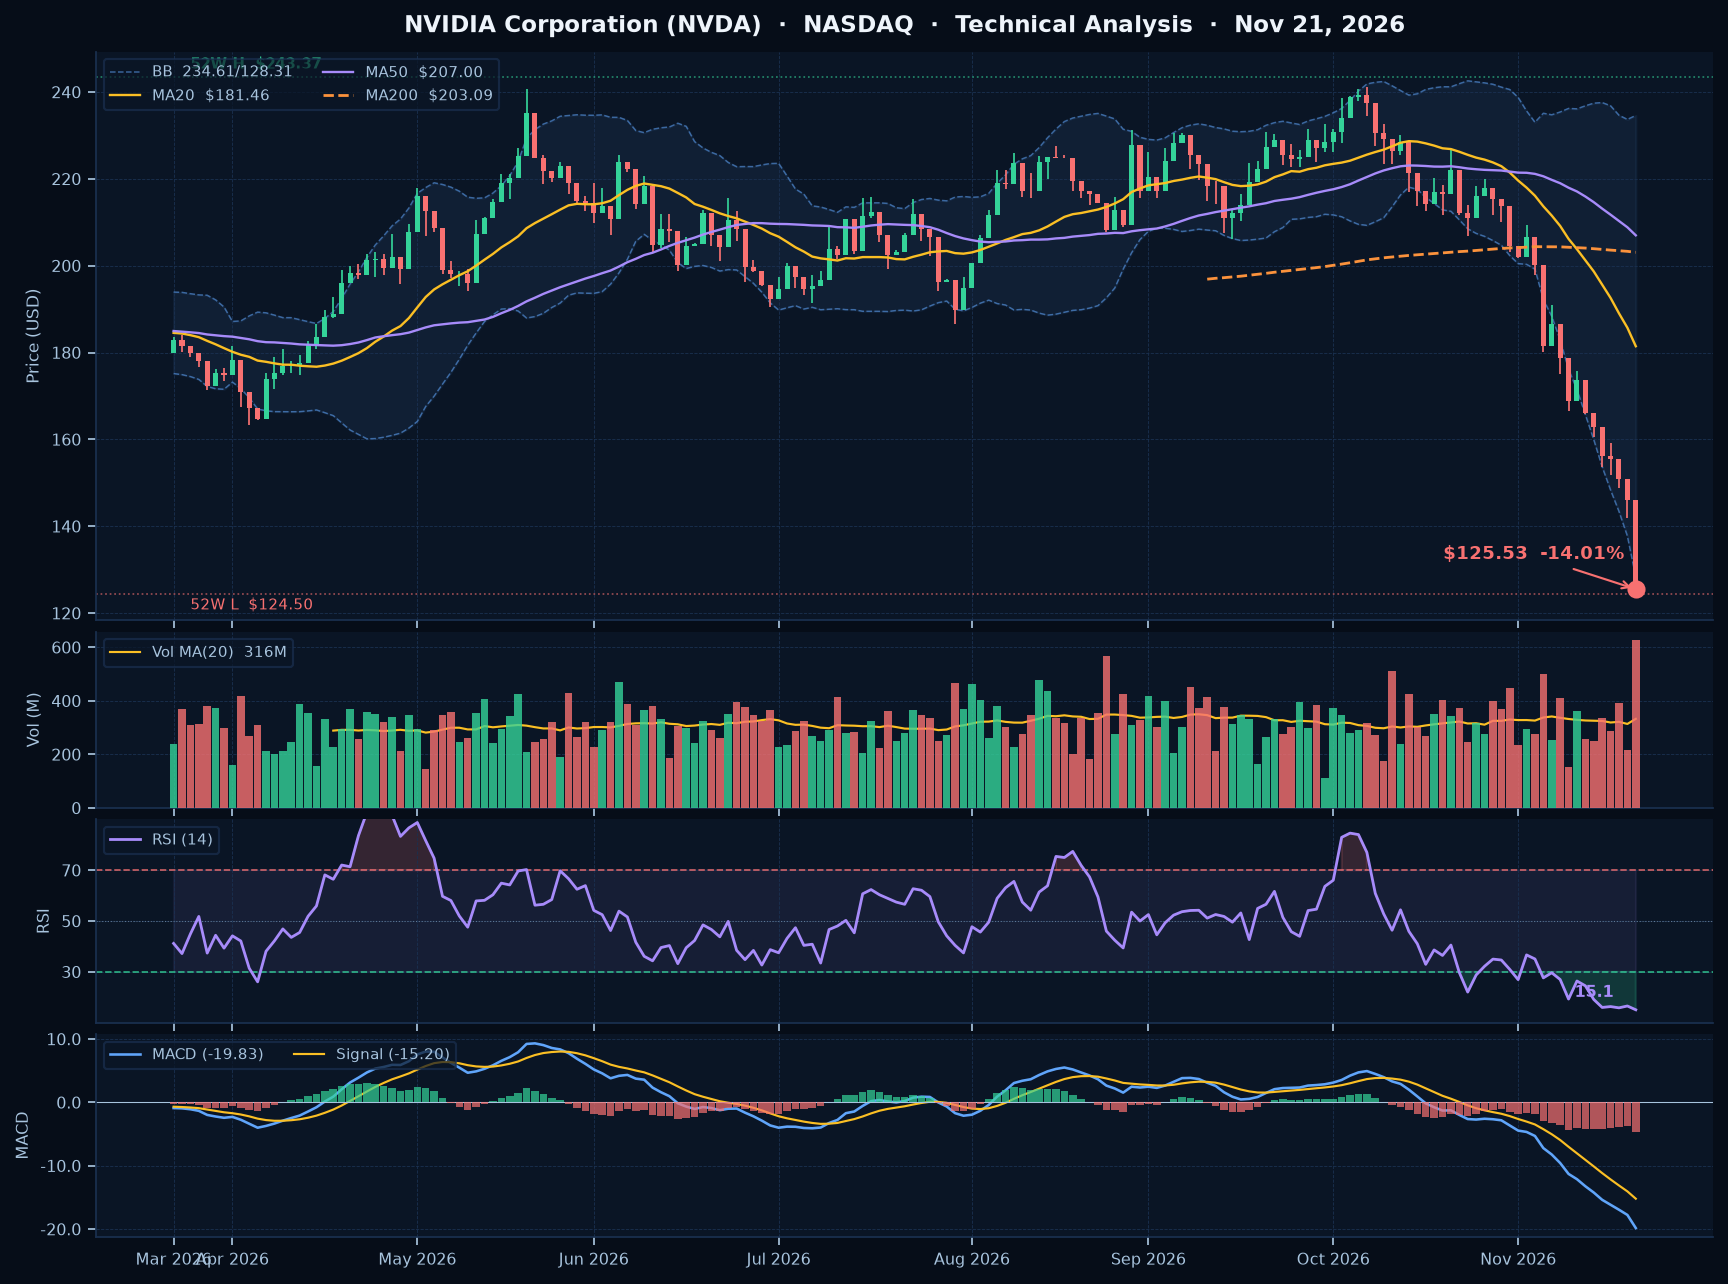 NVIDIA Corporation (NVDA)  ·  NASDAQ  ·  Technical Analysis  ·  Nov 21, 2026
52W H  $243.37
BB  234.61/128.31
MA50  $207.00
MA20  $181.46
MA200  $203.09
240
220
200
180
160
140
120
Price (USD)
$125.53  -14.01%
52W L  $124.50
Vol MA(20)  316M
600
400
200
0
Vol (M)
RSI (14)
70
50
30
RSI
15.1
MACD (-19.83)
Signal (-15.20)
10.0
0.0
-10.0
-20.0
MACD
Mar 2026
Apr 2026
May 2026
Jun 2026
Jul 2026
Aug 2026
Sep 2026
Oct 2026
Nov 2026